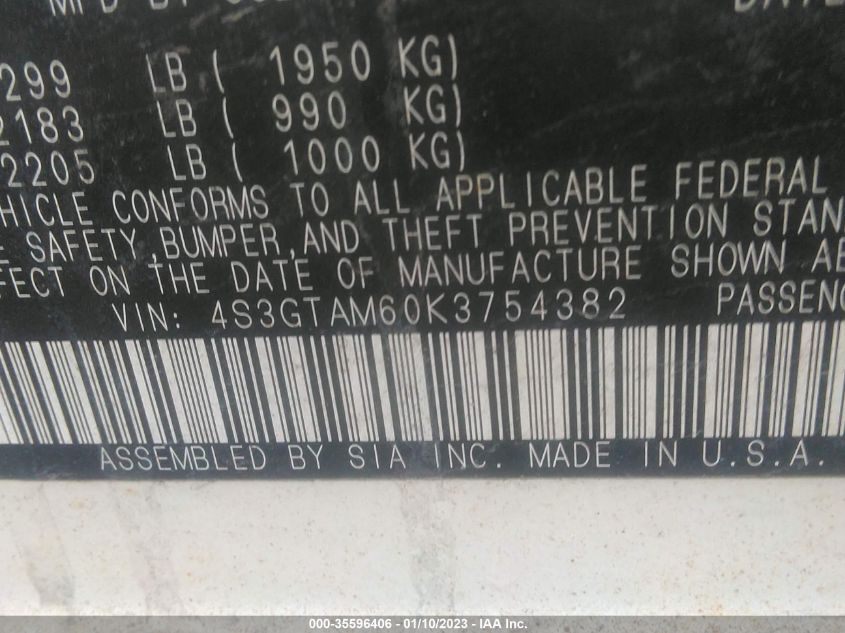 299 LB ( 1950 KG)
2183 LB ( 990 KG)
2205 LB ( 1000 KG)
HICLE CONFORMS TO ALL APPLICABLE FEDERAL
E SAFETY,BUMPER,AND THEFT PREVENTION STAN
FECT ON THE DATE OF MANUFACTURE SHOWN AB
VIN: 4S3GTAM60K3754382 PASSENG
ASSEMBLED BY SIA INC. MADE IN U.S.A.
000-35596406 - 01/10/2023 - IAA Inc.